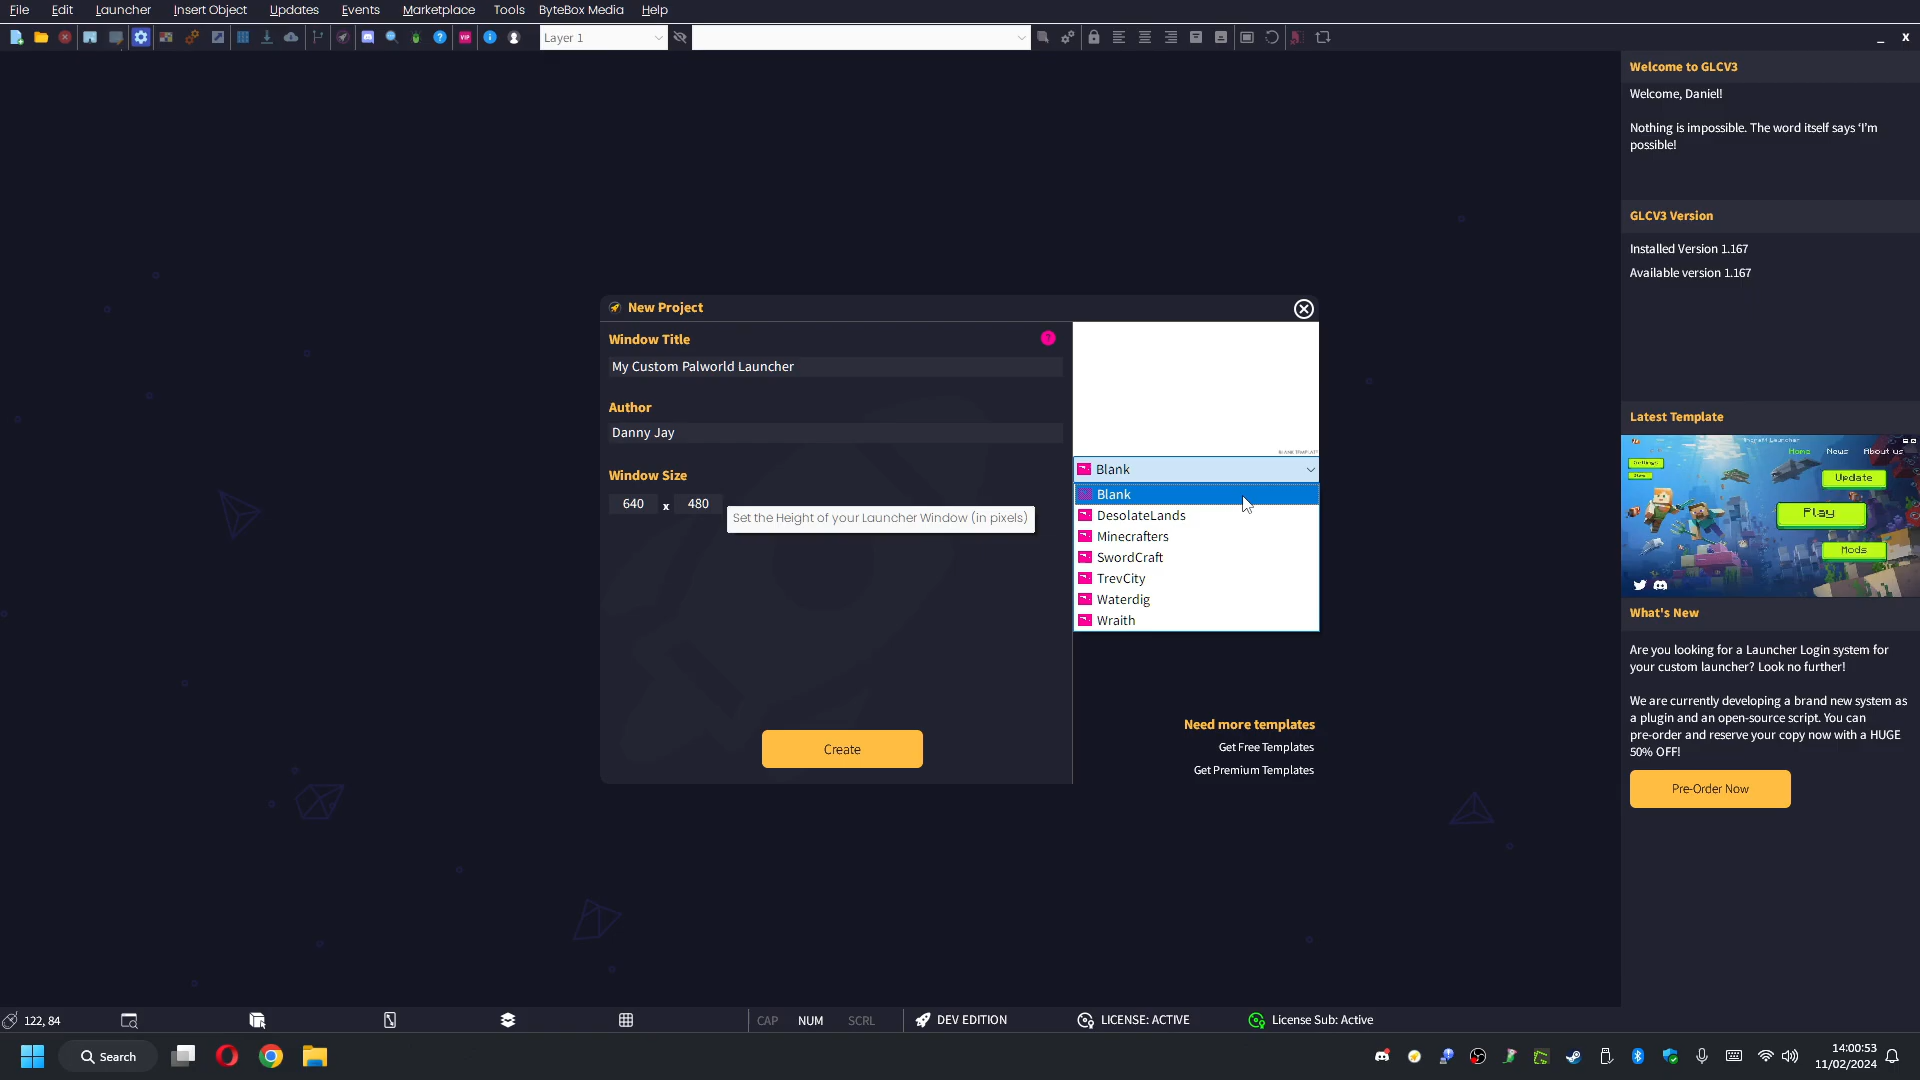 File Edit Launcher Insert Object Updates Events Marketplace Tools ByteBox Media Help
VIP
Layer 1
_ X
Welcome to GLCV3
Welcome, Daniel!
Nothing is impossible. The word itself says ‘I’m
possible!
GLCV3 Version
Installed Version 1.167
Available version 1.167
New Project
Window Title
?
My Custom Palworld Launcher
Author
Danny Jay
Window Size
640 x 480
Set the Height of your Launcher Window (in pixels)
BLANK TEMPLATE
Blank
Blank
DesolateLands
Minecrafters
SwordCraft
TrevCity
Waterdig
Wraith
Need more templates
Get Free Templates
Get Premium Templates
Create
Latest Template
Minecraft Launcher
Home News About us
Settings
Update
Play
Mods
What's New
Are you looking for a Launcher Login system for
your custom launcher? Look no further!
We are currently developing a brand new system as
a plugin and an open-source script. You can
pre-order and reserve your copy now with a HUGE
50% OFF!
Pre-Order Now
122, 84
CAP NUM SCRL
DEV EDITION
LICENSE: ACTIVE
License Sub: Active
Search
14:00:53
11/02/2024